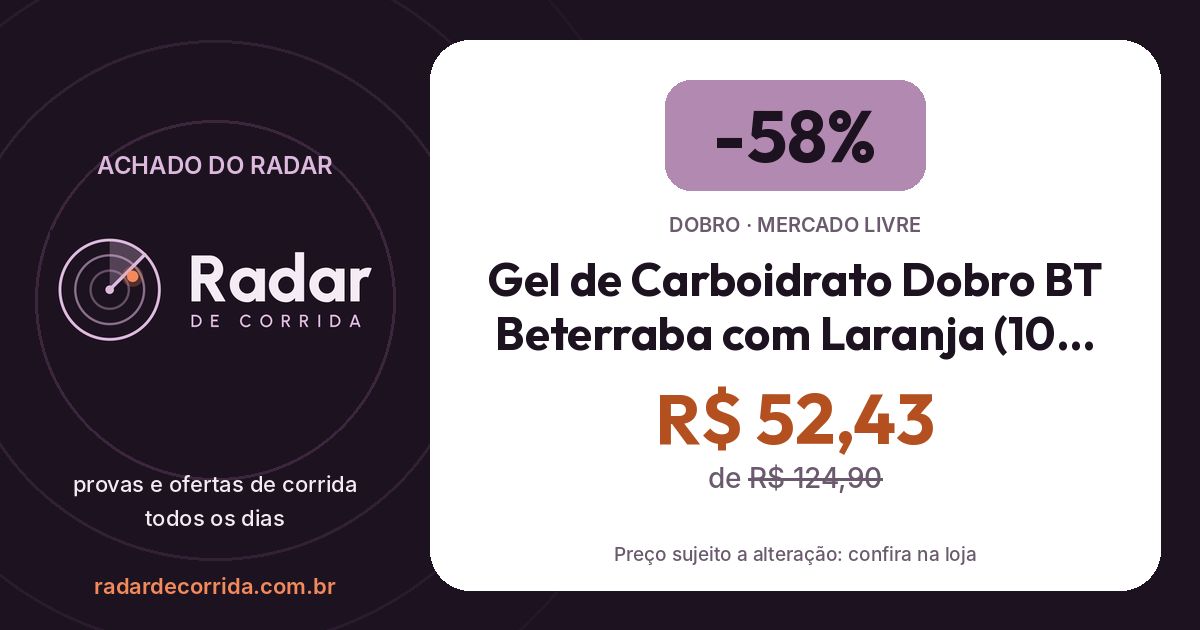 ACHADO DO RADAR
Radar
DE CORRIDA
provas e ofertas de corrida
todos os dias
radardecorrida.com.br
-58%
DOBRO · MERCADO LIVRE
Gel de Carboidrato Dobro BT
Beterraba com Laranja (10...
R$ 52,43
de R$ 124,90
Preço sujeito a alteração: confira na loja